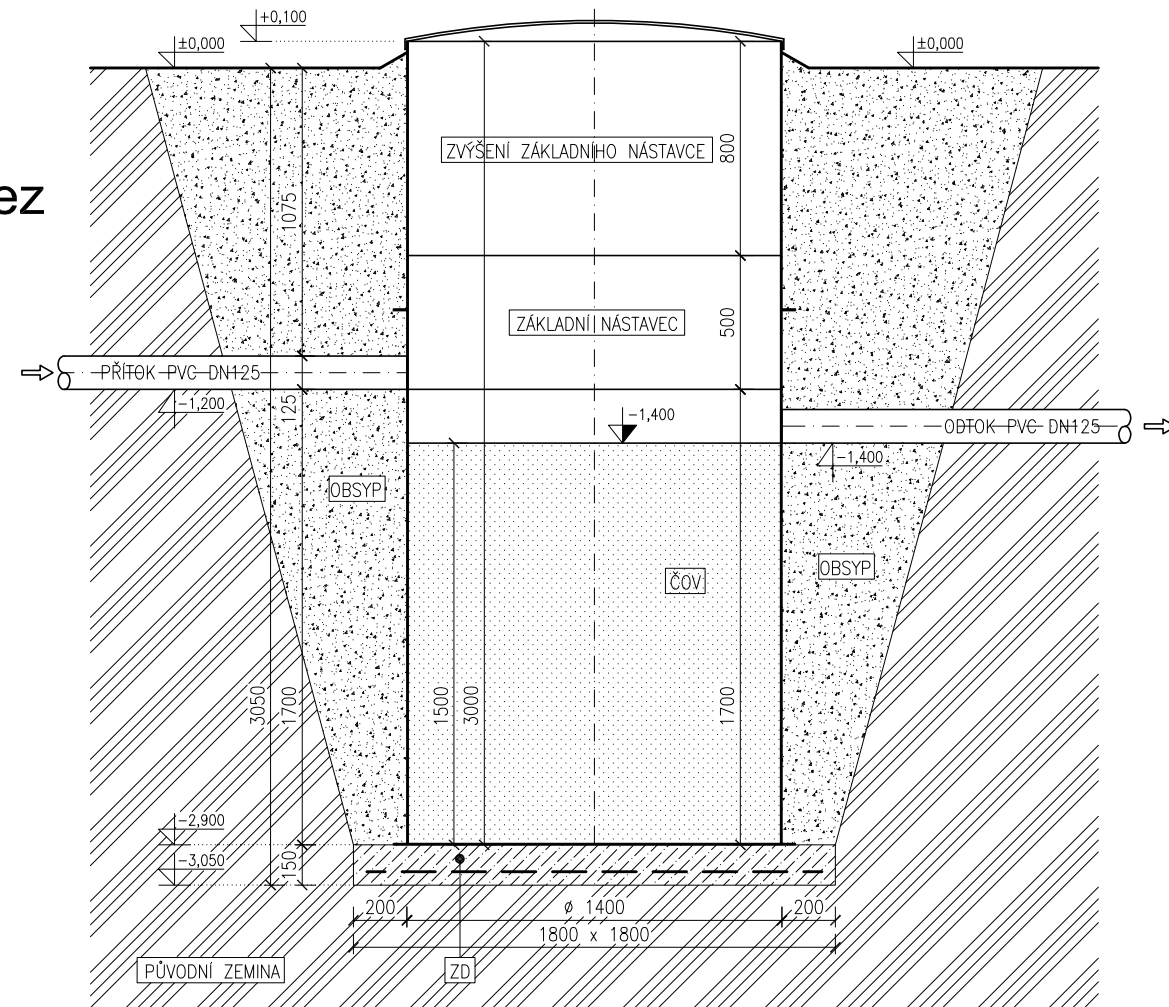 +0,100
±0,000
±0,000
ez
ZVÝŠENÍ ZÁKLADNÍHO NÁSTAVCE
800
1075
ZÁKLADNÍ NÁSTAVEC
500
PŘÍTOK PVC DN125
-1,200
125
-1,400
ODTOK PVC DN125
-1,400
OBSYP
OBSYP
ČOV
3050
1700
1500
3000
1700
-2,900
-3,050
150
200
ø 1400
200
1800 x 1800
PŮVODNÍ ZEMINA
ZD